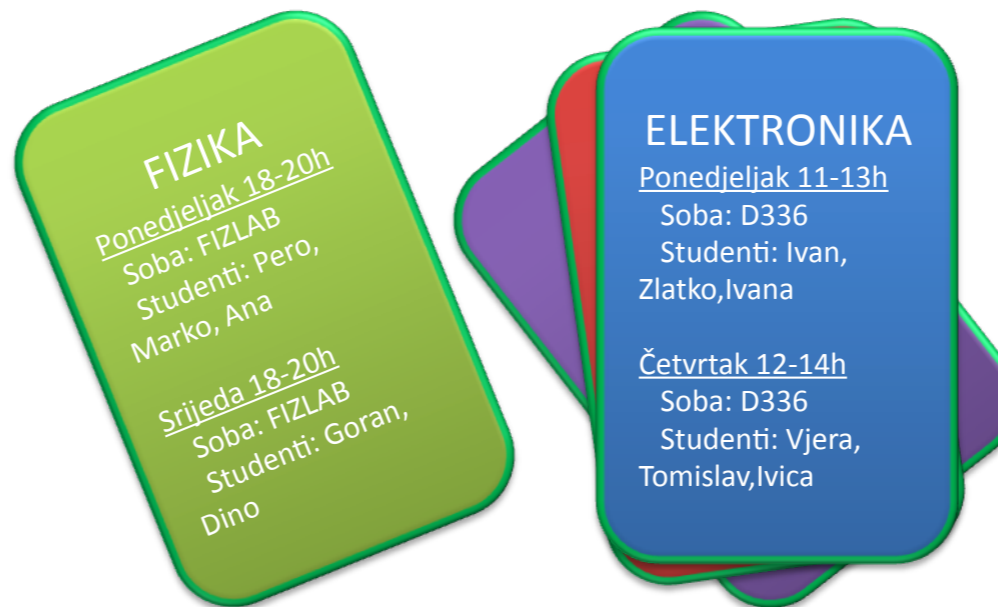 FIZIKA
Ponedjeljak 18-20h
Soba: FIZLAB
Studenti: Pero,
Marko, Ana
Srijeda 18-20h
Soba: FIZLAB
Studenti: Goran,
Dino
ELEKTRONIKA
Ponedjeljak 11-13h
Soba: D336
Studenti: Ivan,
Zlatko,Ivana
Četvrtak 12-14h
Soba: D336
Studenti: Vjera,
Tomislav,Ivica